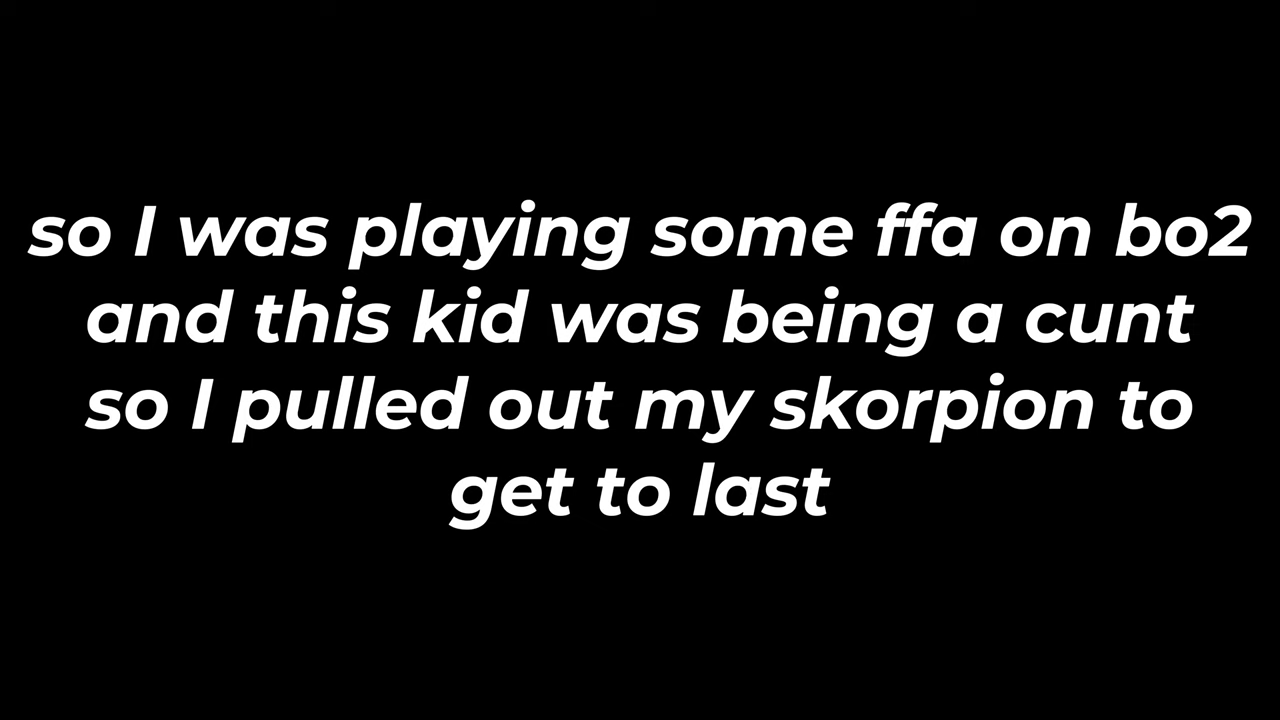 so I was playing some ffa on bo2
and this kid was being a cunt
so I pulled out my skorpion to
get to last